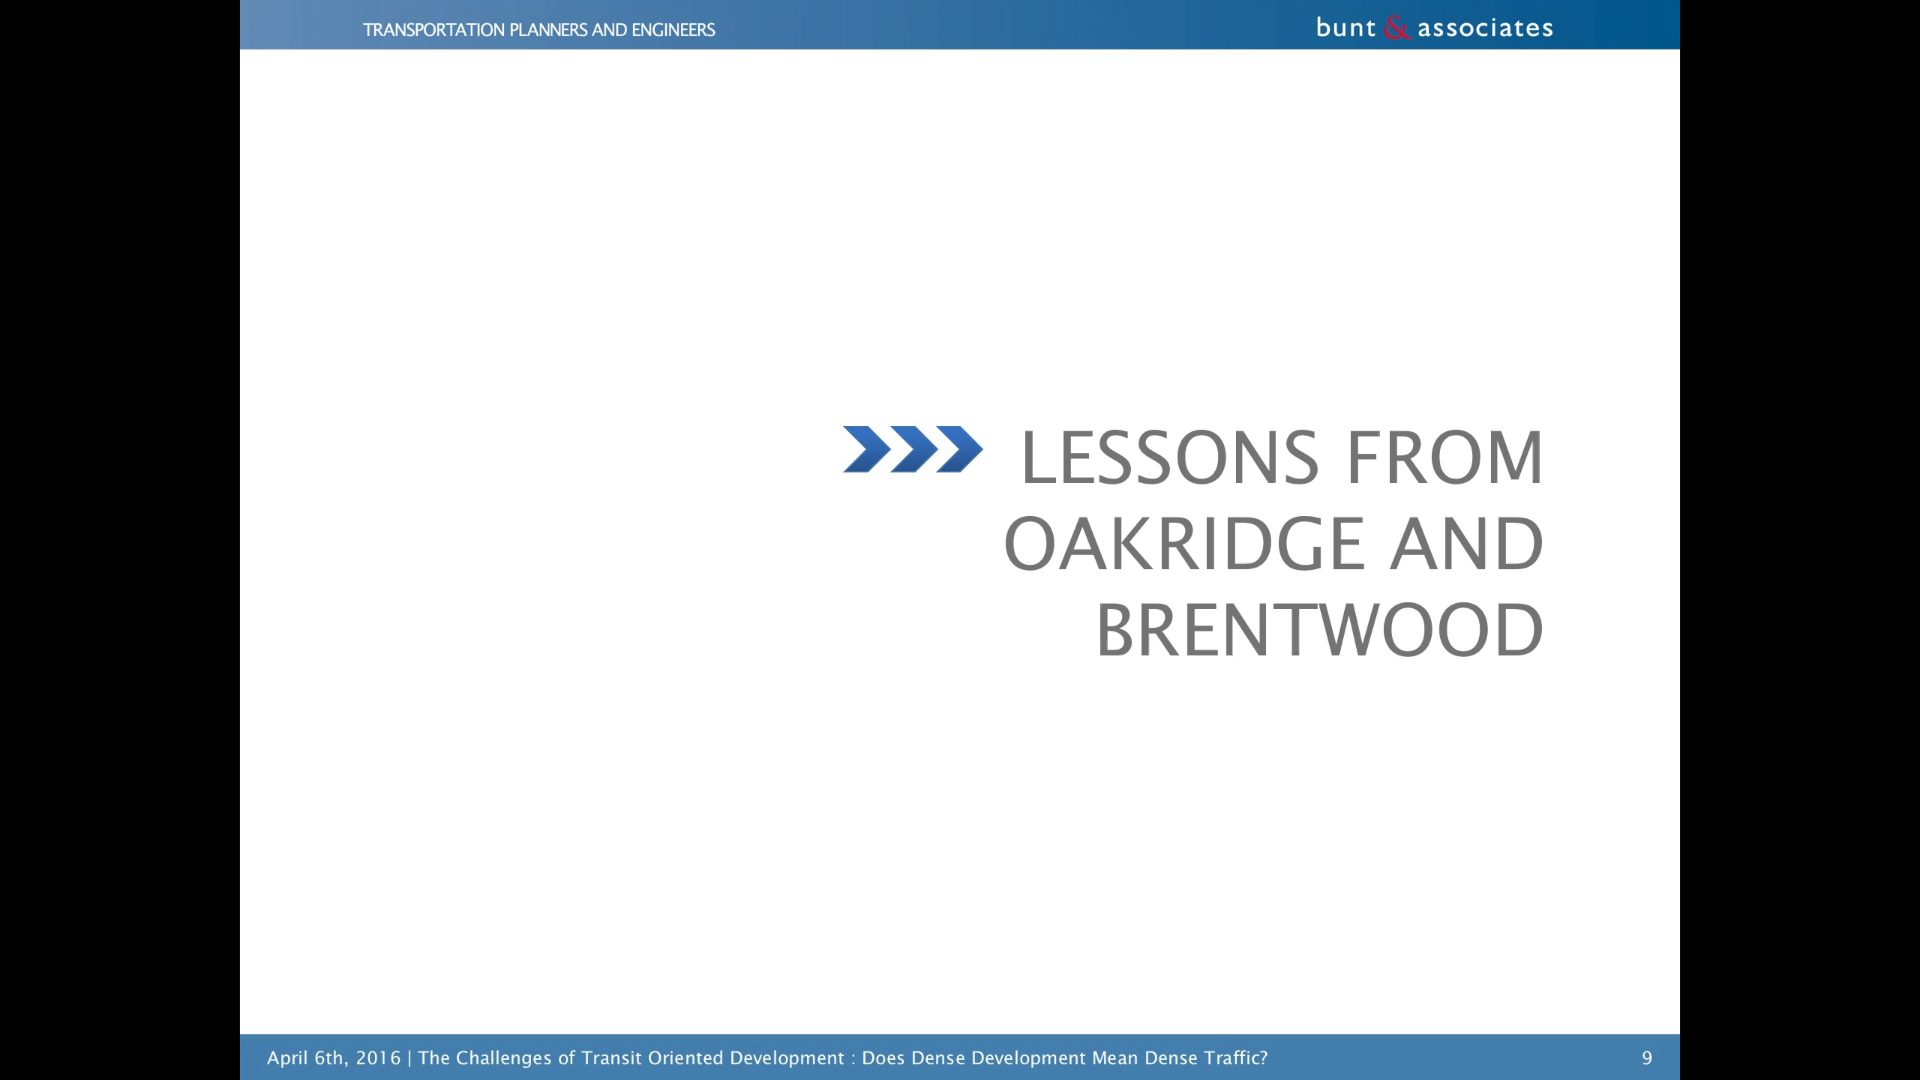 TRANSPORTATION PLANNERS AND ENGINEERS
bunt & associates
LESSONS FROM
OAKRIDGE AND
BRENTWOOD
April 6th, 2016 | The Challenges of Transit Oriented Development : Does Dense Development Mean Dense Traffic?
9